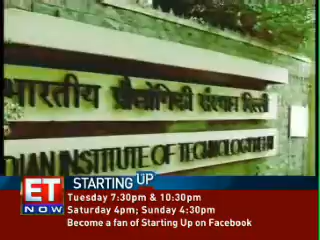 भारतीय प्रौद्योगिकी संस्थान दिल्ली
DIAN INSTITUTE OF TECHNOLOGY
ET
NOW
STARTING UP
Tuesday 7:30pm & 10:30pm
Saturday 4pm; Sunday 4:30pm
Become a fan of Starting Up on Facebook